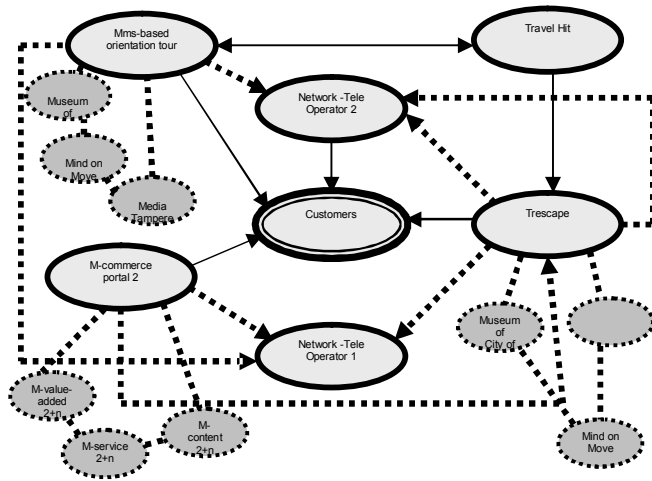 Mms-based
orientation tour
Travel Hit
Museum
of
Network -Tele
Operator 2
Mind on
Move
Media
Tampere
Customers
Trescape
M-commerce
portal 2
Museum of
City of
Network -Tele
Operator 1
M-value-
added
2+n
M-
content
2+n
M-service
2+n
Mind on
Move